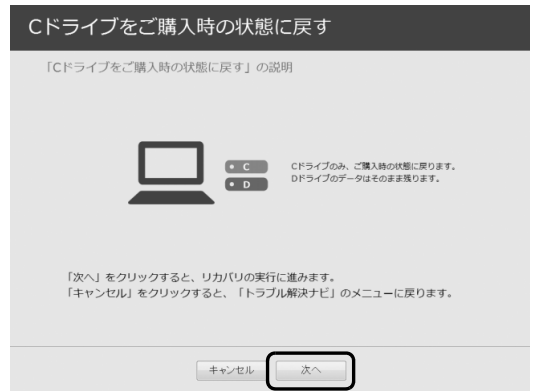 Cドライブをご購入時の状態に戻す
「Cドライブをご購入時の状態に戻す」の説明
C
D
Cドライブのみ、ご購入時の状態に戻ります。
Dドライブのデータはそのまま残ります。
「次へ」をクリックすると、リカバリの実行に進みます。
「キャンセル」をクリックすると、「トラブル解決ナビ」のメニューに戻ります。
キャンセル
次へ